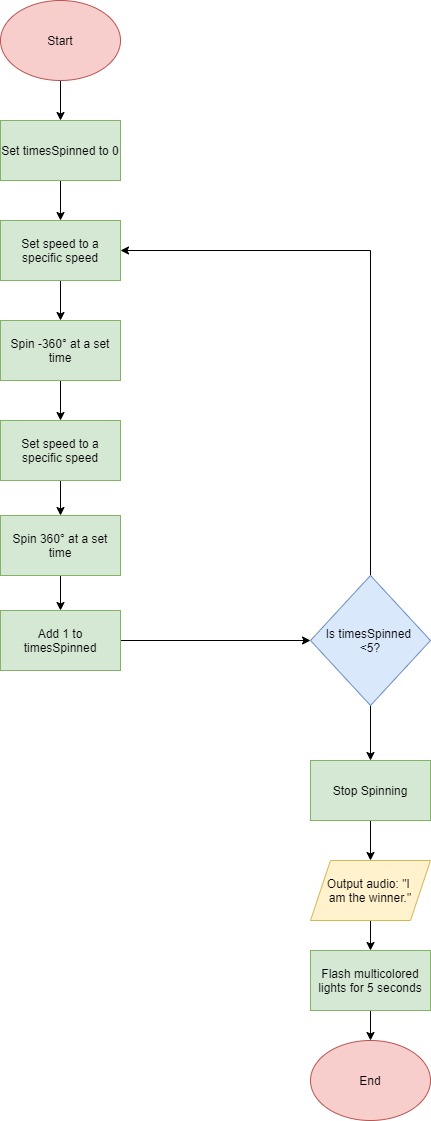 Start
Set timesSpinned to 0
Set speed to a
specific speed
Spin -360° at a set
time
Set speed to a
specific speed
Spin 360° at a set
time
Add 1 to
timesSpinned
Is timesSpinned
<5?
Stop Spinning
Output audio: "I
am the winner."
Flash multicolored
lights for 5 seconds
End